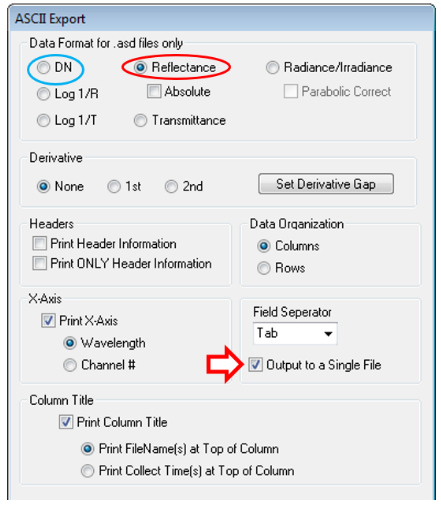 ASCII Export
Data Format for .asd files only
DN Reflectance Radiance/Irradiance
Log 1/R Absolute Parabolic Correct
Log 1/T Transmittance
Derivative
None 1st 2nd Set Derivative Gap
Headers
Print Header Information
Print ONLY Header Information
Data Organization
Columns
Rows
X-Axis
Print X-Axis
Wavelength
Channel #
Field Seperator
Tab
Output to a Single File
Column Title
Print Column Title
Print FileName(s) at Top of Column
Print Collect Time(s) at Top of Column